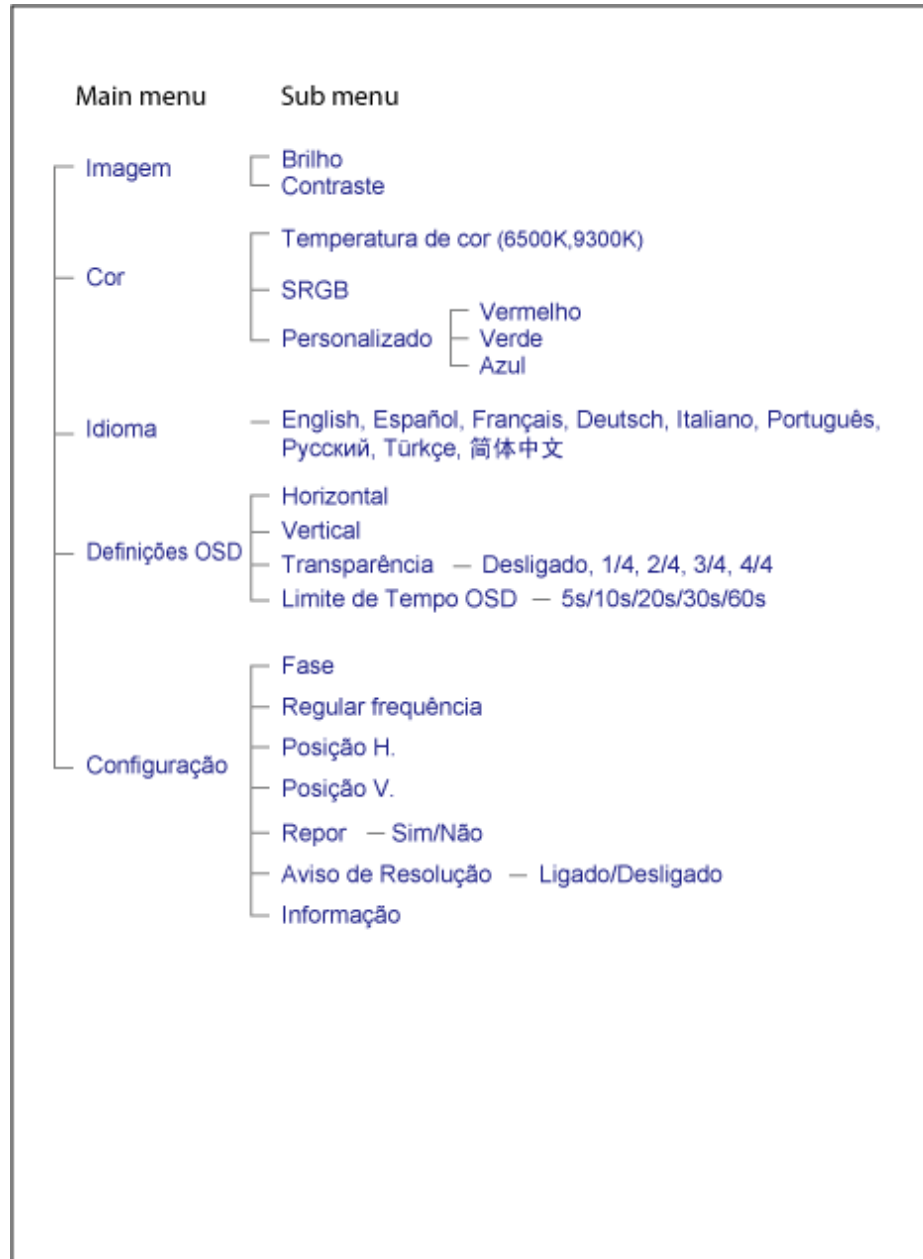 Main menu Sub menu
Imagem
Brilho
Contraste
Cor
Temperatura de cor (6500K,9300K)
SRGB
Personalizado
Vermelho
Verde
Azul
Idioma
English, Español, Français, Deutsch, Italiano, Português,
Русский, Türkçe, 简体中文
Definições OSD
Horizontal
Vertical
Transparência — Desligado, 1/4, 2/4, 3/4, 4/4
Limite de Tempo OSD — 5s/10s/20s/30s/60s
Configuração
Fase
Regular frequência
Posição H.
Posição V.
Repor — Sim/Não
Aviso de Resolução — Ligado/Desligado
Informação